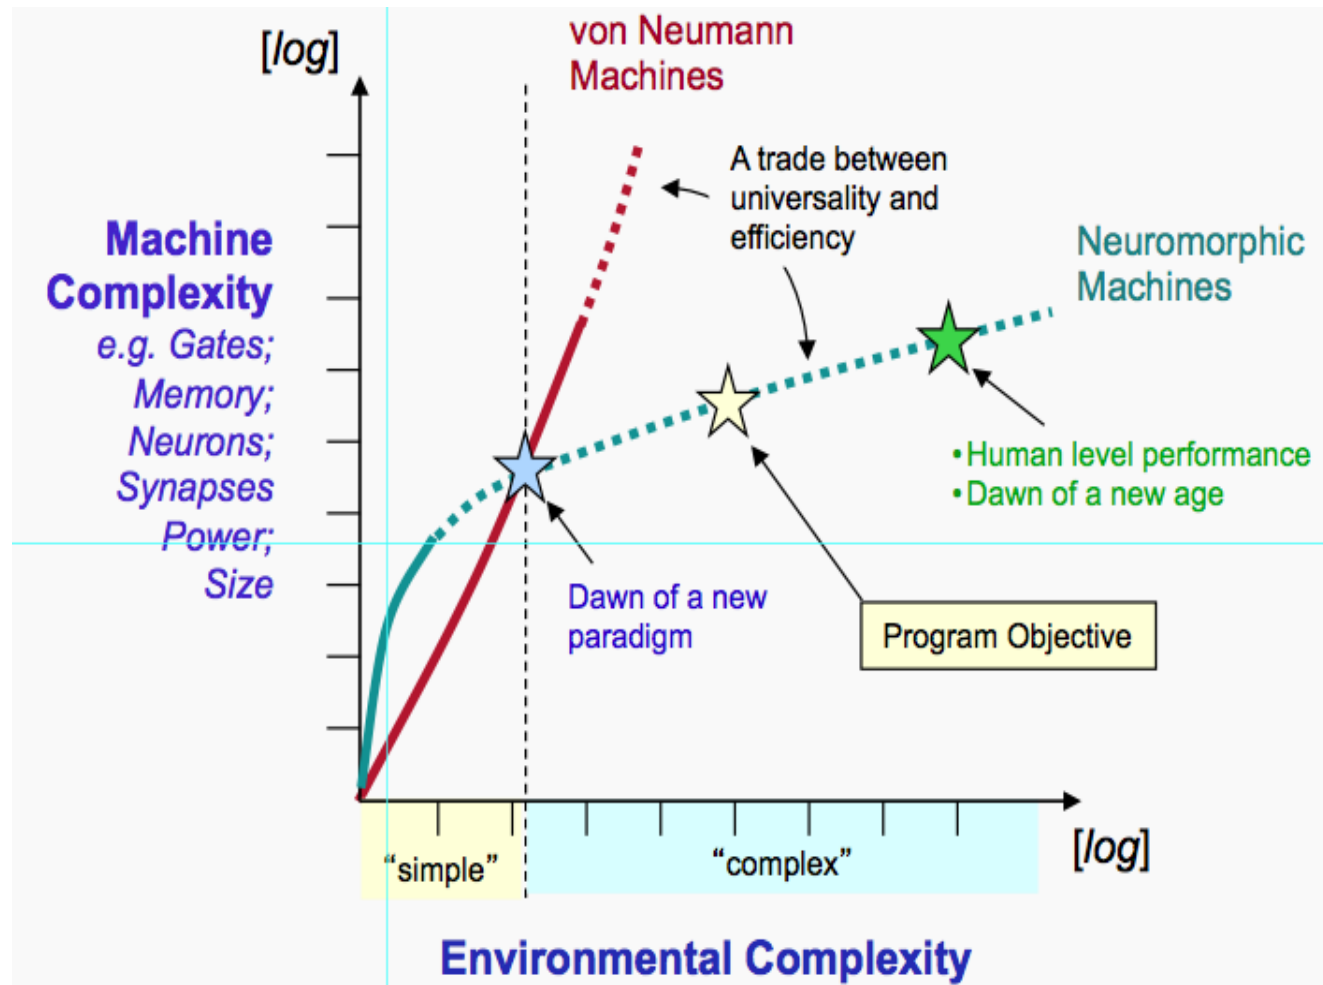 [log]
von Neumann
Machines
A trade between
universality and
efficiency
Neuromorphic
Machines
Machine
Complexity
e.g. Gates;
Memory;
Neurons;
Synapses
Power;
Size
•Human level performance
•Dawn of a new age
Dawn of a new
paradigm
Program Objective
“simple”
“complex”
[log]
Environmental Complexity